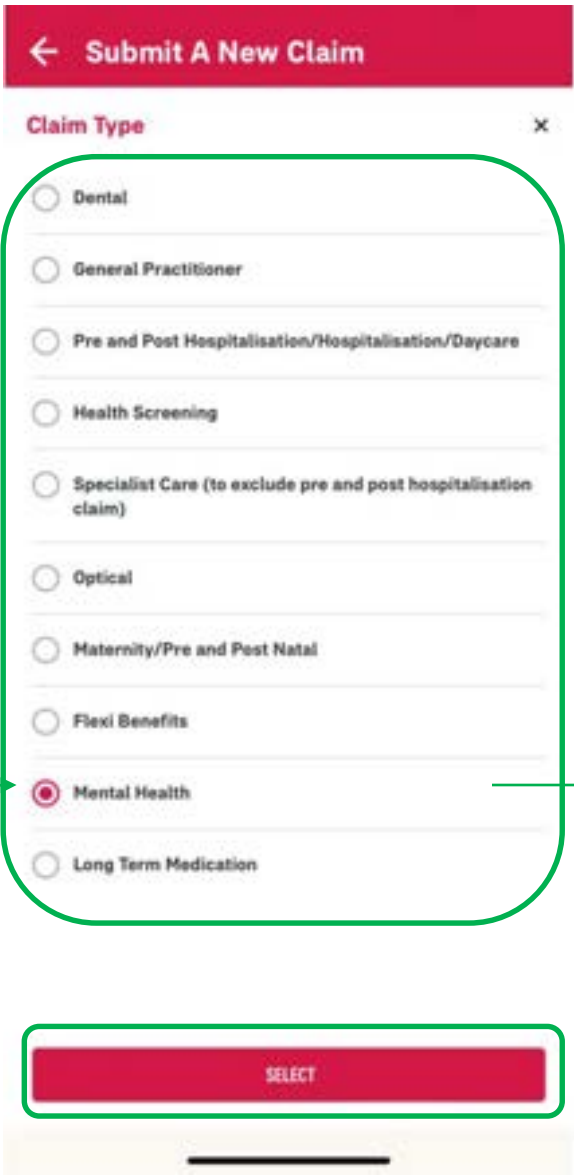 Submit A New Claim
Claim Type
Dental
General Practitioner
Pre and Post Hospitalisation/Hospitalisation/Daycare
Health Screening
Specialist Care (to exclude pre and post hospitalisation
claim)
Optical
Maternity/Pre and Post Natal
Flexi Benefits
Mental Health
Long Term Medication
SELECT